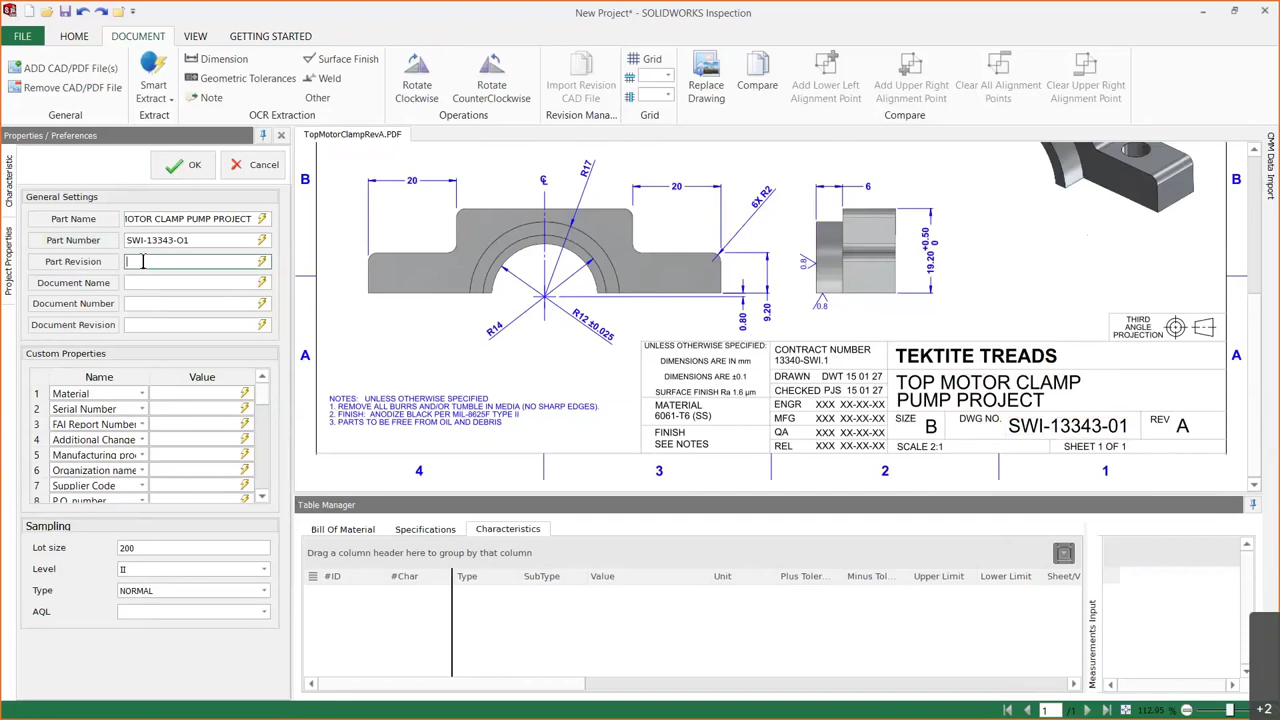 New Project* - SOLIDWORKS Inspection
FILE HOME DOCUMENT VIEW GETTING STARTED
ADD CAD/PDF File(s)
Remove CAD/PDF File
General
Smart
Extract
Extract
Dimension
Geometric Tolerances
Note
Surface Finish
Weld
Other
OCR Extraction
Rotate
Clockwise
Rotate
CounterClockwise
Operations
Import Revision
CAD File
Revision Mana...
Grid
Grid
Replace
Drawing
Compare
Add Lower Left
Alignment Point
Add Upper Right
Alignment Point
Clear All Alignment
Points
Clear Upper Right
Alignment Point
Compare
Properties / Preferences
Characteristic
Project Properties
OK
Cancel
General Settings
Part Name
IOTOR CLAMP PUMP PROJECT
Part Number
SWI-13343-O1
Part Revision
Document Name
Document Number
Document Revision
Custom Properties
Name Value
1 Material
2 Serial Number
3 FAI Report Number
4 Additional Change
5 Manufacturing pro
6 Organization name
7 Supplier Code
8 P.O. number
Sampling
Lot size 200
Level II
Type NORMAL
AQL
TopMotorClampRevA.PDF
B
B
A
A
20
R17
20
6X R2
6
R14
R12 ±0.025
0.80
9.20
0.8
0.8
19.20 +0.50
0
THIRD
ANGLE
PROJECTION
NOTES: UNLESS OTHERWISE SPECIFIED
1. REMOVE ALL BURRS AND/OR TUMBLE IN MEDIA (NO SHARP EDGES).
2. FINISH: ANODIZE BLACK PER MIL-8625F TYPE II
3. PARTS TO BE FREE FROM OIL AND DEBRIS
UNLESS OTHERWISE SPECIFIED:
DIMENSIONS ARE IN mm
DIMENSIONS ARE ±0.1
SURFACE FINISH Ra 1.6 µm
MATERIAL
6061-T6 (SS)
FINISH
SEE NOTES
CONTRACT NUMBER
13340-SWI.1
DRAWN DWT 15 01 27
CHECKED PJS 15 01 27
ENGR XXX XX-XX-XX
MFG XXX XX-XX-XX
QA XXX XX-XX-XX
REL XXX XX-XX-XX
TEKTITE TREADS
TOP MOTOR CLAMP
PUMP PROJECT
SIZE B
DWG NO. SWI-13343-01
REV A
SCALE 2:1
SHEET 1 OF 1
4 3 2 1
Table Manager
Bill Of Material Specifications Characteristics
Drag a column header here to group by that column
#ID #Char Type SubType Value Unit Plus Toler... Minus Tol... Upper Limit Lower Limit Sheet/V
Measurements Input
CMM Data Import
1 /1 112.95 %
+2